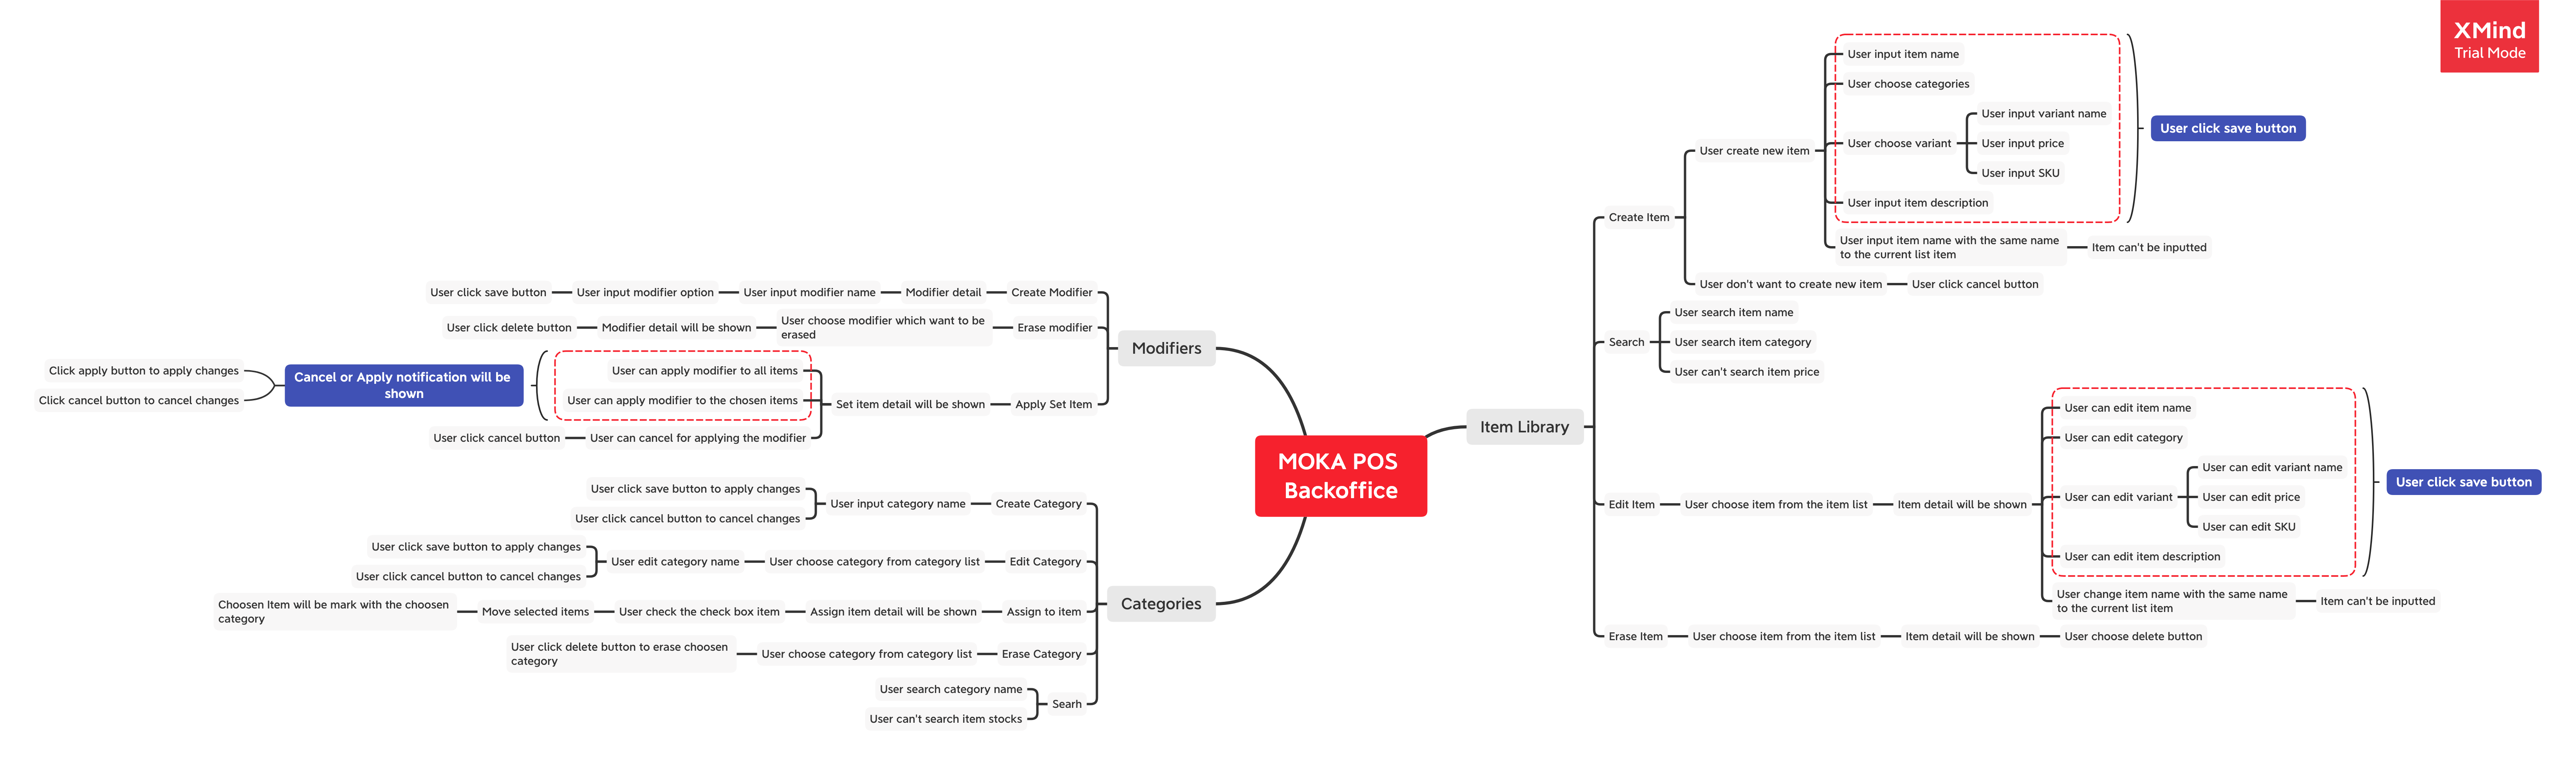 XMind
Trial Mode
MOKA POS
Backoffice
Item Library
Create Item
User create new item
User input item name
User choose categories
User choose variant
User input variant name
User input price
User input SKU
User input item description
User click save button
User input item name with the same name
to the current list item
Item can't be inputted
User don't want to create new item
User click cancel button
Search
User search item name
User search item category
User can't search item price
Edit Item
User choose item from the item list
Item detail will be shown
User can edit item name
User can edit category
User can edit variant
User can edit variant name
User can edit price
User can edit SKU
User can edit item description
User click save button
User change item name with the same name
to the current list item
Item can't be inputted
Erase Item
User choose item from the item list
Item detail will be shown
User choose delete button
Modifiers
Create Modifier
Modifier detail
User input modifier name
User input modifier option
User click save button
Erase modifier
User choose modifier which want to be
erased
Modifier detail will be shown
User click delete button
Apply Set Item
Set item detail will be shown
User can apply modifier to all items
User can apply modifier to the chosen items
Cancel or Apply notification will be
shown
Click apply button to apply changes
Click cancel button to cancel changes
User can cancel for applying the modifier
User click cancel button
Categories
Create Category
User input category name
User click save button to apply changes
User click cancel button to cancel changes
Edit Category
User choose category from category list
User edit category name
User click save button to apply changes
User click cancel button to cancel changes
Assign to item
Assign item detail will be shown
User check the check box item
Move selected items
Choosen Item will be mark with the choosen
category
Erase Category
User choose category from category list
User click delete button to erase choosen
category
Searh
User search category name
User can't search item stocks